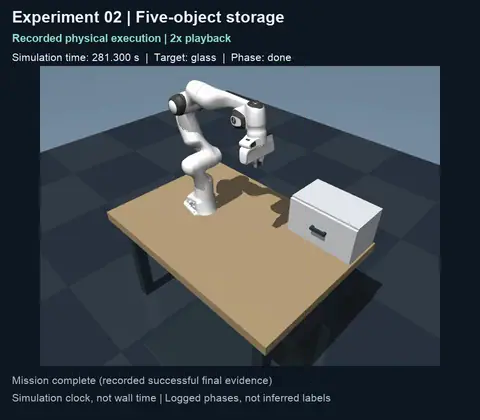 Experiment 02 | Five-object storage
Recorded physical execution | 2x playback
Simulation time: 281.300 s | Target: glass | Phase: done
Mission complete (recorded successful final evidence)
Simulation clock, not wall time | Logged phases, not inferred labels